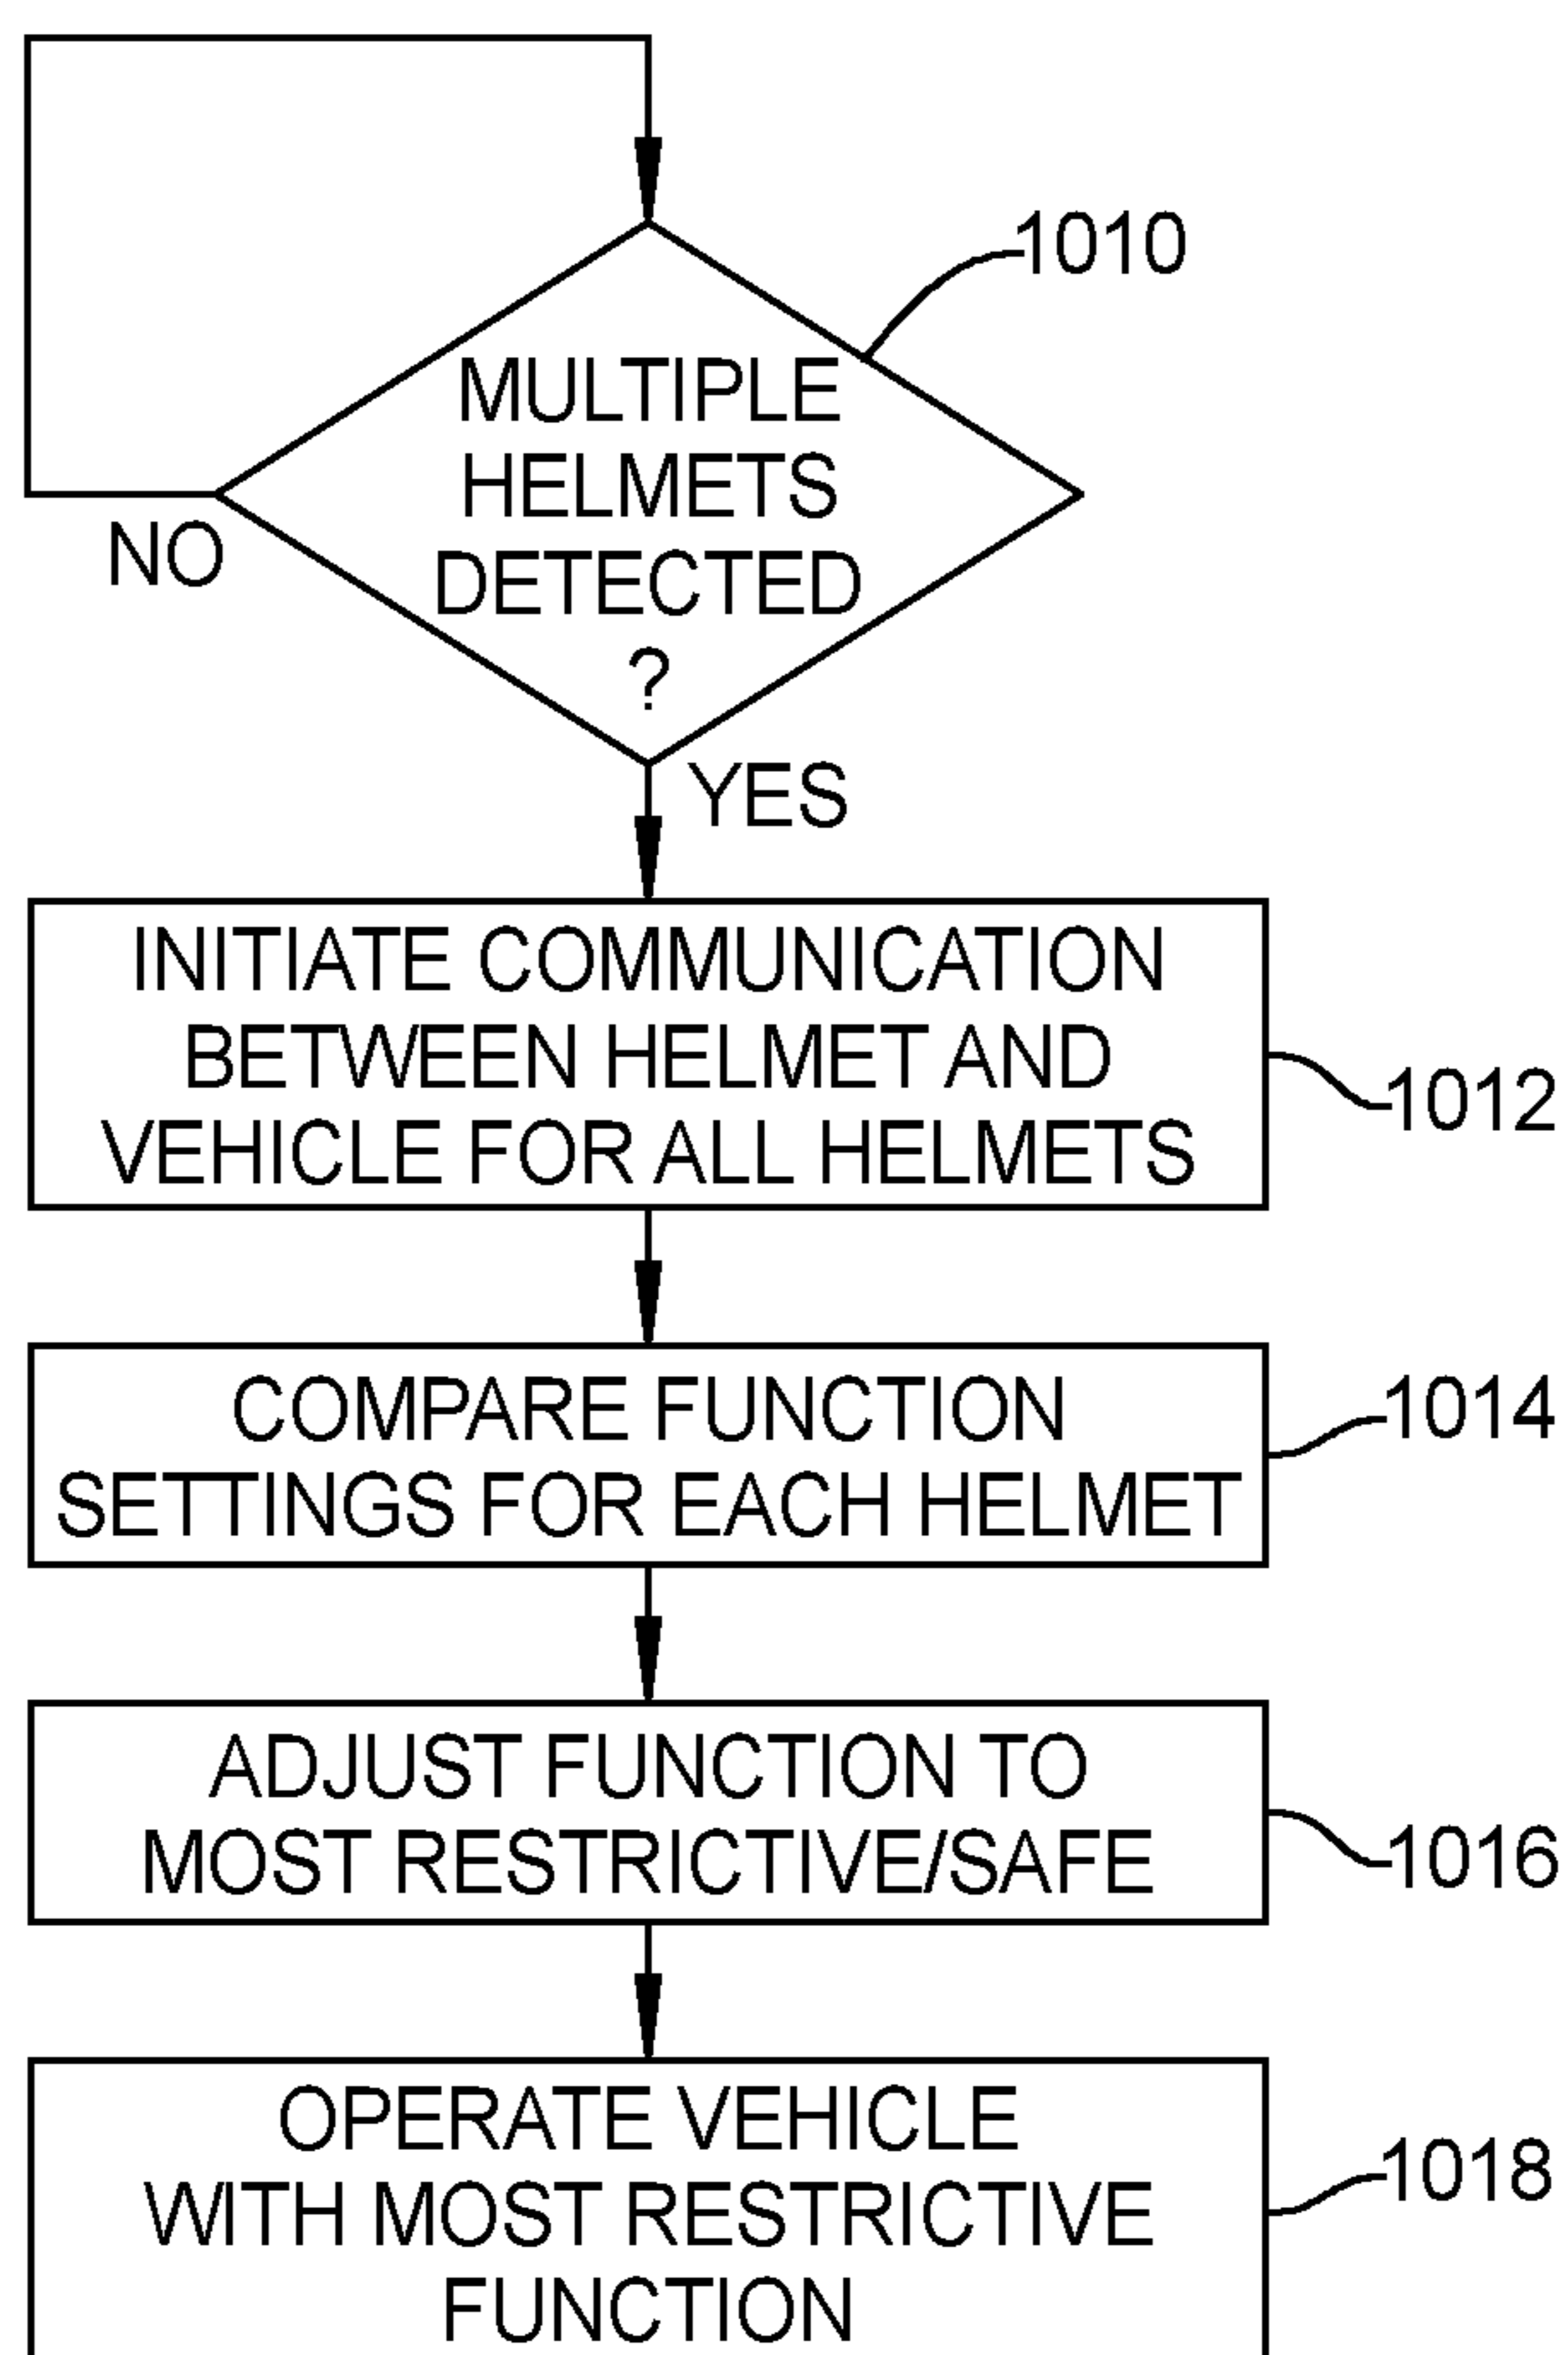 1010
MULTIPLE
HELMETS
DETECTED
?
NO
YES
INITIATE COMMUNICATION
BETWEEN HELMET AND
VEHICLE FOR ALL HELMETS
1012
COMPARE FUNCTION
SETTINGS FOR EACH HELMET
1014
ADJUST FUNCTION TO
MOST RESTRICTIVE/SAFE
1016
OPERATE VEHICLE
WITH MOST RESTRICTIVE
FUNCTION
1018